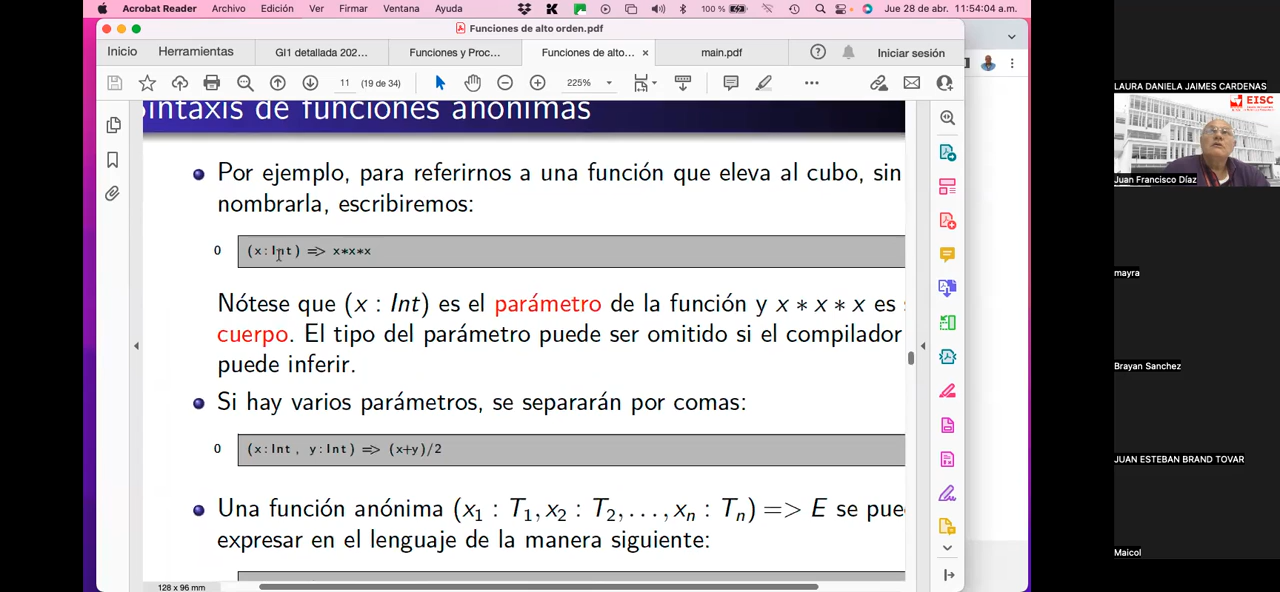 Acrobat Reader Archivo Edición Ver Firmar Ventana Ayuda 100 % Jue 28 de abr. 11:54:04 a.m.
Funciones de alto orden.pdf
Inicio Herramientas GI1 detallada 202... Funciones y Proc... Funciones de alto... × main.pdf Iniciar sesión
11 (19 de 34) 225%
Sintaxis de funciones anónimas
Por ejemplo, para referirnos a una función que eleva al cubo, sin
nombrarla, escribiremos:
0 (x:Int) => x*x*x
Nótese que (x : Int) es el parámetro de la función y x * x * x es
cuerpo. El tipo del parámetro puede ser omitido si el compilador
puede inferir.
Si hay varios parámetros, se separarán por comas:
0 (x:Int, y:Int) => (x+y)/2
Una función anónima (x₁ : T₁, x₂ : T₂, . . . , xₙ : Tₙ) => E se pue
expresar en el lenguaje de la manera siguiente:
128 x 96 mm
LAURA DANIELA JAIMES CARDENAS
EISC
Juan Francisco Díaz
mayra
Brayan Sanchez
JUAN ESTEBAN BRAND TOVAR
Maicol